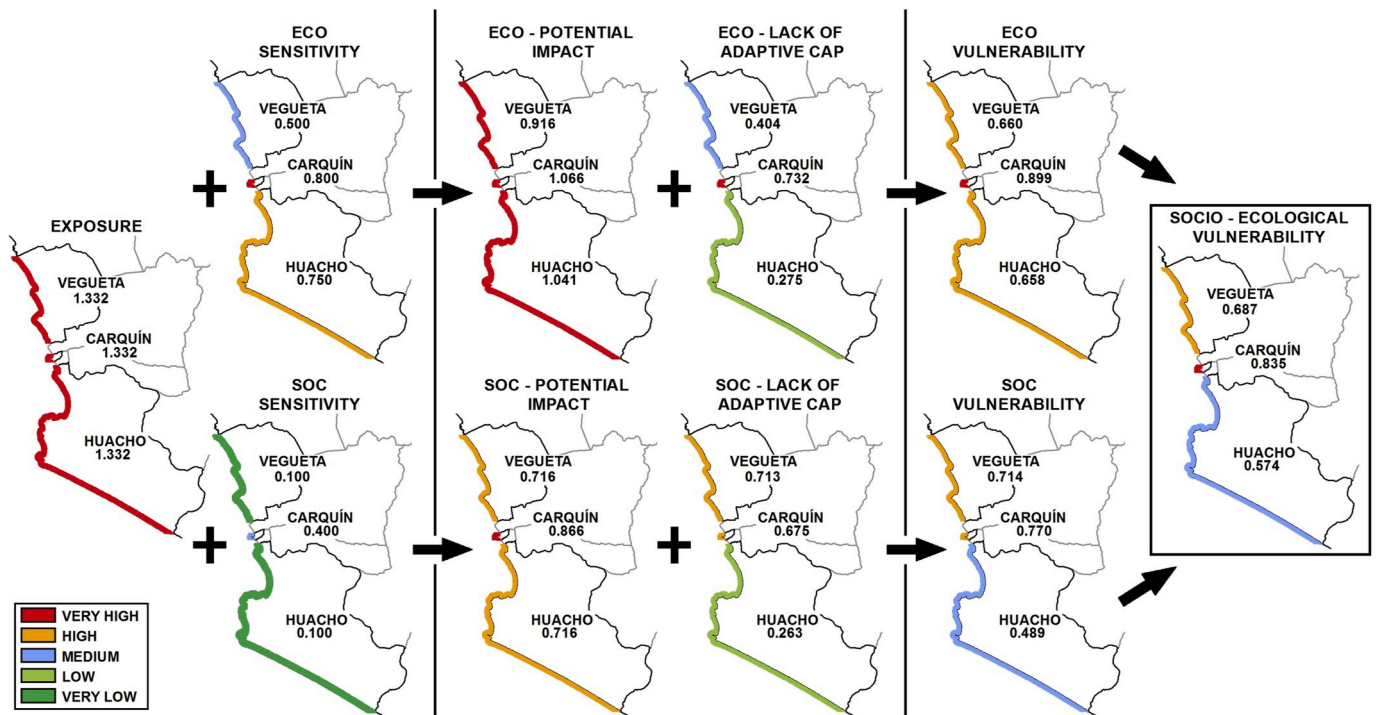 EXPOSURE
VEGUETA
1.332
CARQUÍN
1.332
HUACHO
1.332
+
ECO
SENSITIVITY
VEGUETA
0.500
CARQUÍN
0.800
HUACHO
0.750
ECO - POTENTIAL
IMPACT
VEGUETA
0.916
CARQUÍN
1.066
HUACHO
1.041
+
ECO - LACK OF
ADAPTIVE CAP
VEGUETA
0.404
CARQUÍN
0.732
HUACHO
0.275
ECO
VULNERABILITY
VEGUETA
0.660
CARQUÍN
0.899
HUACHO
0.658
+
SOC
SENSITIVITY
VEGUETA
0.100
CARQUÍN
0.400
HUACHO
0.100
SOC - POTENTIAL
IMPACT
VEGUETA
0.716
CARQUÍN
0.866
HUACHO
0.716
+
SOC - LACK OF
ADAPTIVE CAP
VEGUETA
0.713
CARQUÍN
0.675
HUACHO
0.263
SOC
VULNERABILITY
VEGUETA
0.714
CARQUÍN
0.770
HUACHO
0.489
SOCIO - ECOLOGICAL
VULNERABILITY
VEGUETA
0.687
CARQUÍN
0.835
HUACHO
0.574
VERY HIGH
HIGH
MEDIUM
LOW
VERY LOW